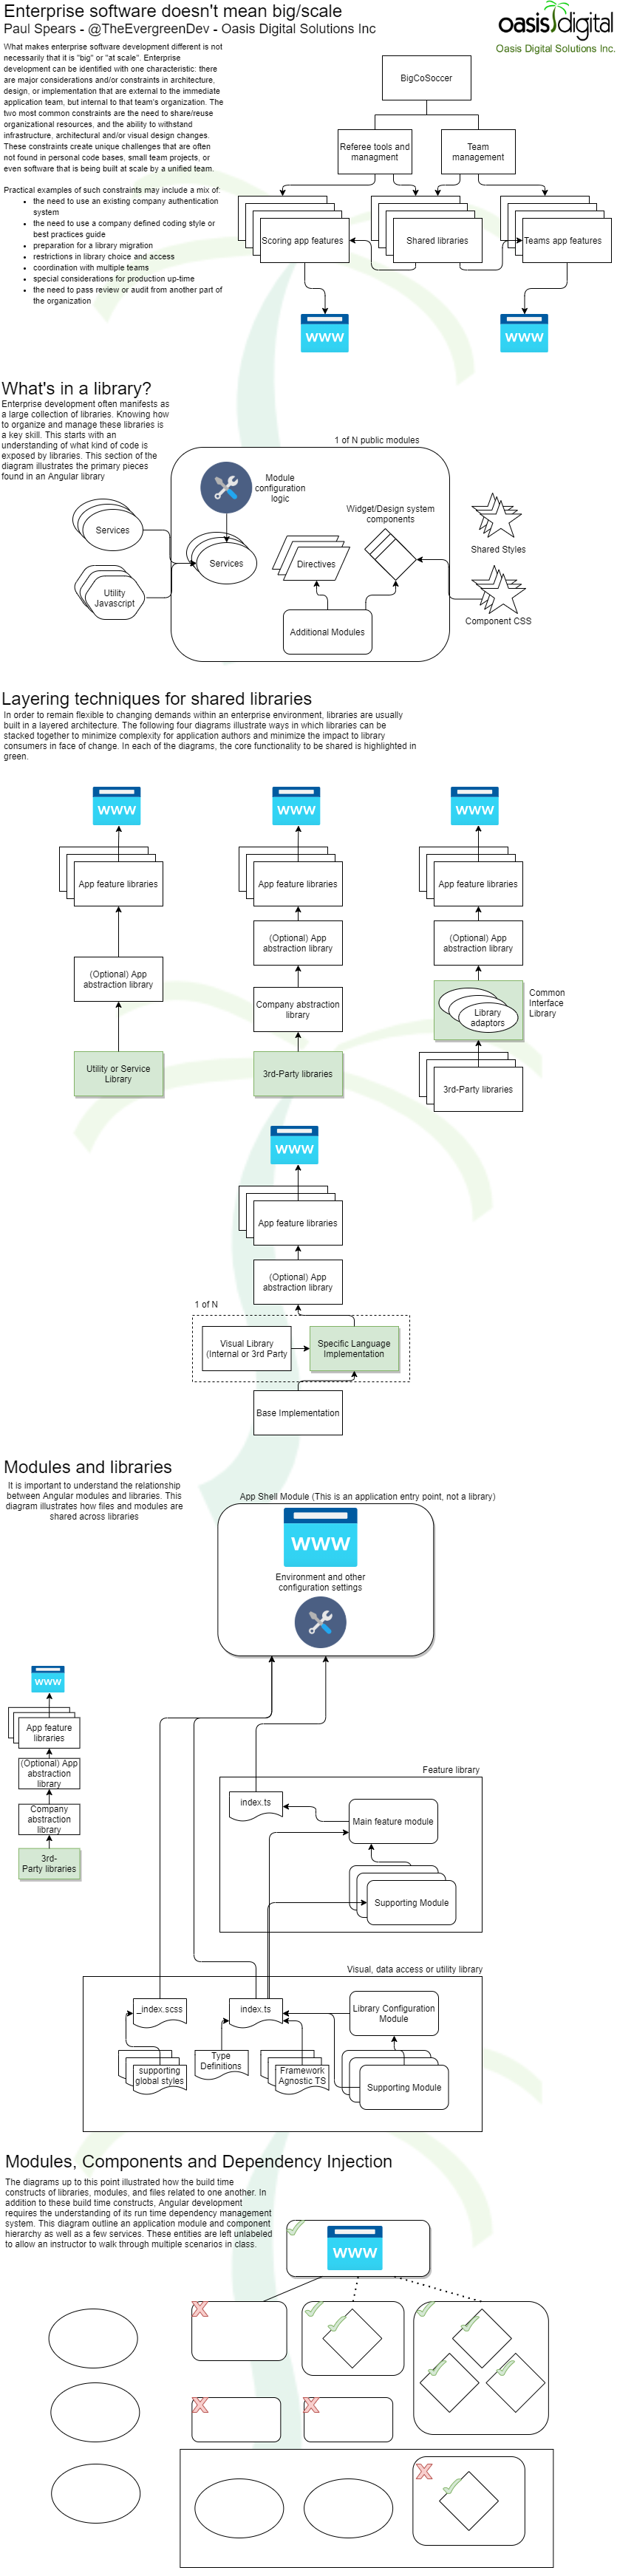 Enterprise software doesn't mean big/scale
Paul Spears - @TheEvergreenDev - Oasis Digital Solutions Inc
oasis digital
Oasis Digital Solutions Inc.
What makes enterprise software development different is not
necessarily that it is "big" or "at scale". Enterprise
development can be identified with one characteristic: there
are major considerations and/or constraints in architecture,
design, or implementation that are external to the immediate
application team, but internal to that team's organization. The
two most common constraints are the need to share/reuse
organizational resources, and the ability to withstand
infrastructure, architectural and/or visual design changes.
These constraints create unique challenges that are often
not found in personal code bases, small team projects, or
even software that is being built at scale by a unified team.
Practical examples of such constraints may include a mix of:
the need to use an existing company authentication
system
the need to use a company defined coding style or
best practices guide
preparation for a library migration
restrictions in library choice and access
coordination with multiple teams
special considerations for production up-time
the need to pass review or audit from another part of
the organization
BigCoSoccer
Referee tools and
managment
Team
management
Scoring app features
Shared libraries
Teams app features
WWW
WWW
What's in a library?
Enterprise development often manifests as
a large collection of libraries. Knowing how
to organize and manage these libraries is
a key skill. This starts with an
understanding of what kind of code is
exposed by libraries. This section of the
diagram illustrates the primary pieces
found in an Angular library
1 of N public modules
Module
configuration
logic
Widget/Design system
components
Services
Services
Directives
Shared Styles
Utility
Javascript
Additional Modules
Component CSS
Layering techniques for shared libraries
In order to remain flexible to changing demands within an enterprise environment, libraries are usually
built in a layered architecture. The following four diagrams illustrate ways in which libraries can be
stacked together to minimize complexity for application authors and minimize the impact to library
consumers in face of change. In each of the diagrams, the core functionality to be shared is highlighted in
green.
WWW
WWW
WWW
App feature libraries
App feature libraries
App feature libraries
(Optional) App
abstraction library
(Optional) App
abstraction library
(Optional) App
abstraction library
Company abstraction
library
Library
adaptors
Common
Interface
Library
Utility or Service
Library
3rd-Party libraries
3rd-Party libraries
WWW
App feature libraries
(Optional) App
abstraction library
1 of N
Visual Library
(Internal or 3rd Party
Specific Language
Implementation
Base Implementation
Modules and libraries
It is important to understand the relationship
between Angular modules and libraries. This
diagram illustrates how files and modules are
shared across libraries
App Shell Module (This is an application entry point, not a library)
WWW
Environment and other
configuration settings
WWW
App feature
libraries
(Optional) App
abstraction
library
Company
abstraction
library
3rd-
Party libraries
Feature library
index.ts
Main feature module
Supporting Module
Visual, data access or utility library
_index.scss
index.ts
Library Configuration
Module
supporting
global styles
Type
Definitions
Framework
Agnostic TS
Supporting Module
Modules, Components and Dependency Injection
The diagrams up to this point illustrated how the build time
constructs of libraries, modules, and files related to one another. In
addition to these build time constructs, Angular development
requires the understanding of its run time dependency management
system. This diagram outline an application module and component
hierarchy as well as a few services. These entities are left unlabeled
to allow an instructor to walk through multiple scenarios in class.
WWW